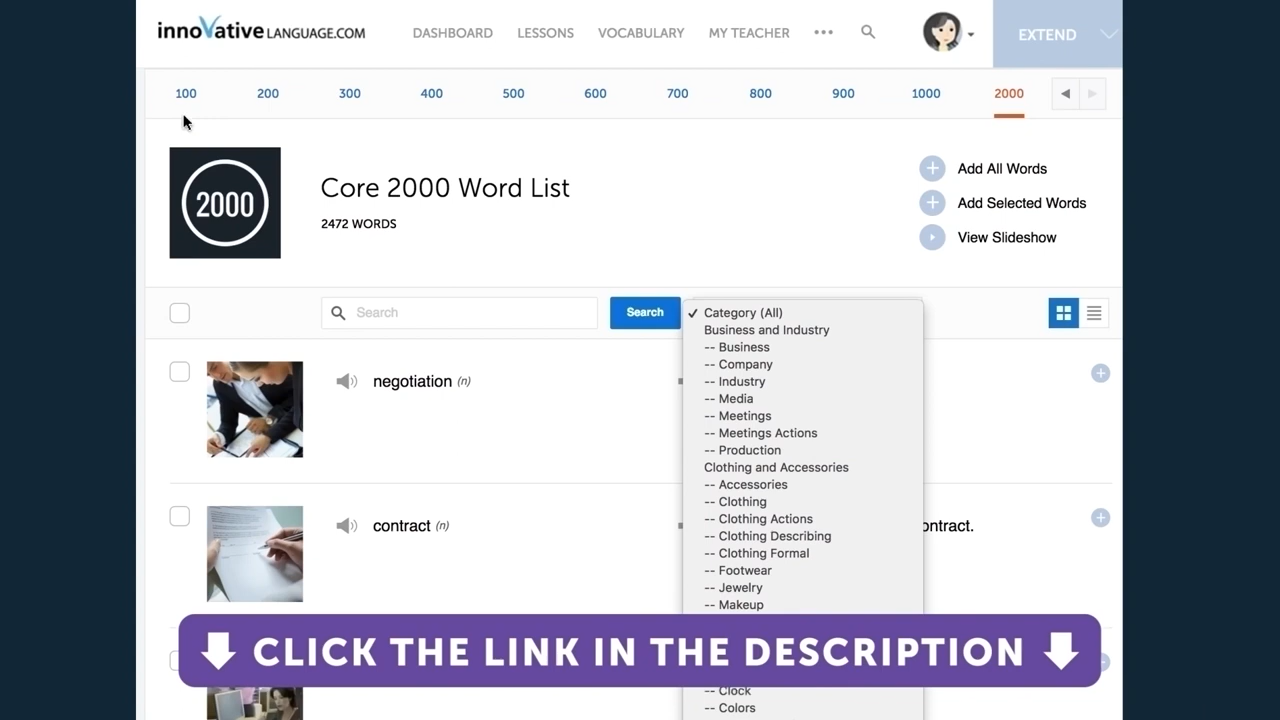 innoVative LANGUAGE.COM
DASHBOARD LESSONS VOCABULARY MY TEACHER EXTEND
100 200 300 400 500 600 700 800 900 1000 2000
2000
Core 2000 Word List
2472 WORDS
Add All Words
Add Selected Words
View Slideshow
Search Search
Category (All)
Business and Industry
-- Business
-- Company
-- Industry
-- Media
-- Meetings
-- Meetings Actions
-- Production
Clothing and Accessories
-- Accessories
-- Clothing
-- Clothing Actions
-- Clothing Describing
-- Clothing Formal
-- Footwear
-- Jewelry
-- Makeup
-- Clock
-- Colors
negotiation (n)
contract (n)
ontract.
CLICK THE LINK IN THE DESCRIPTION